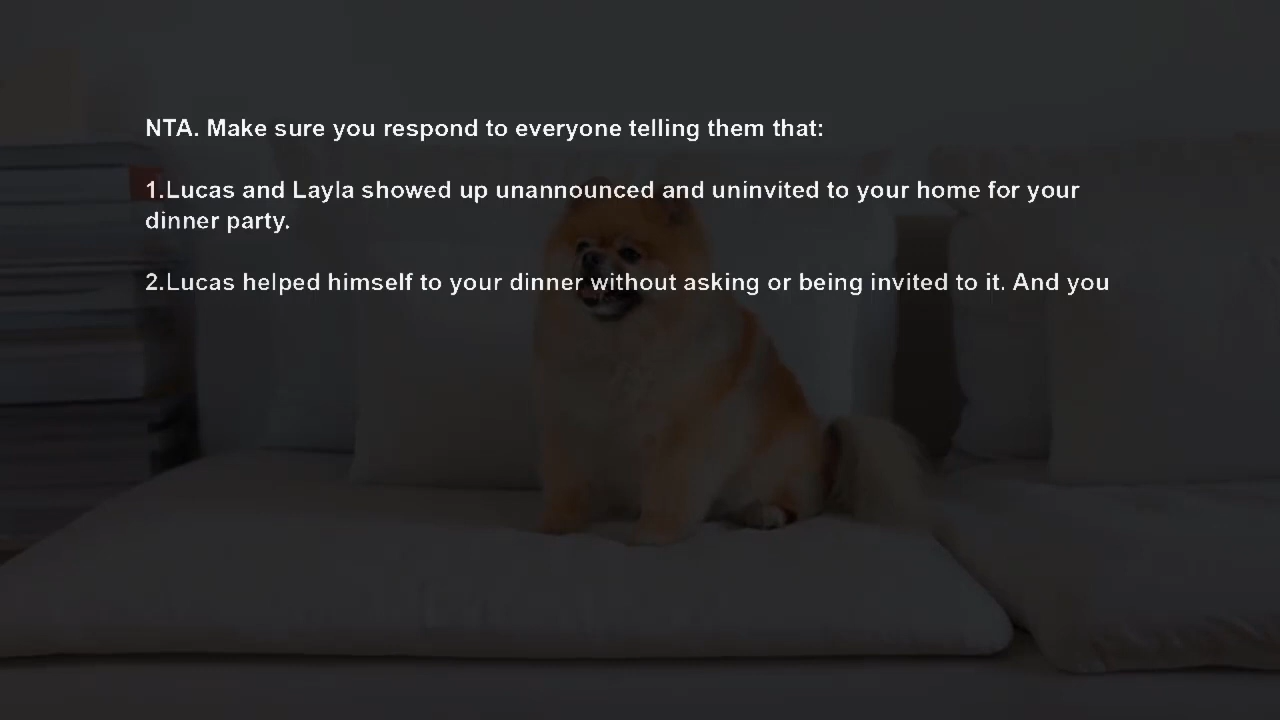 NTA. Make sure you respond to everyone telling them that:
1.Lucas and Layla showed up unannounced and uninvited to your home for your
dinner party.
2.Lucas helped himself to your dinner without asking or being invited to it. And you